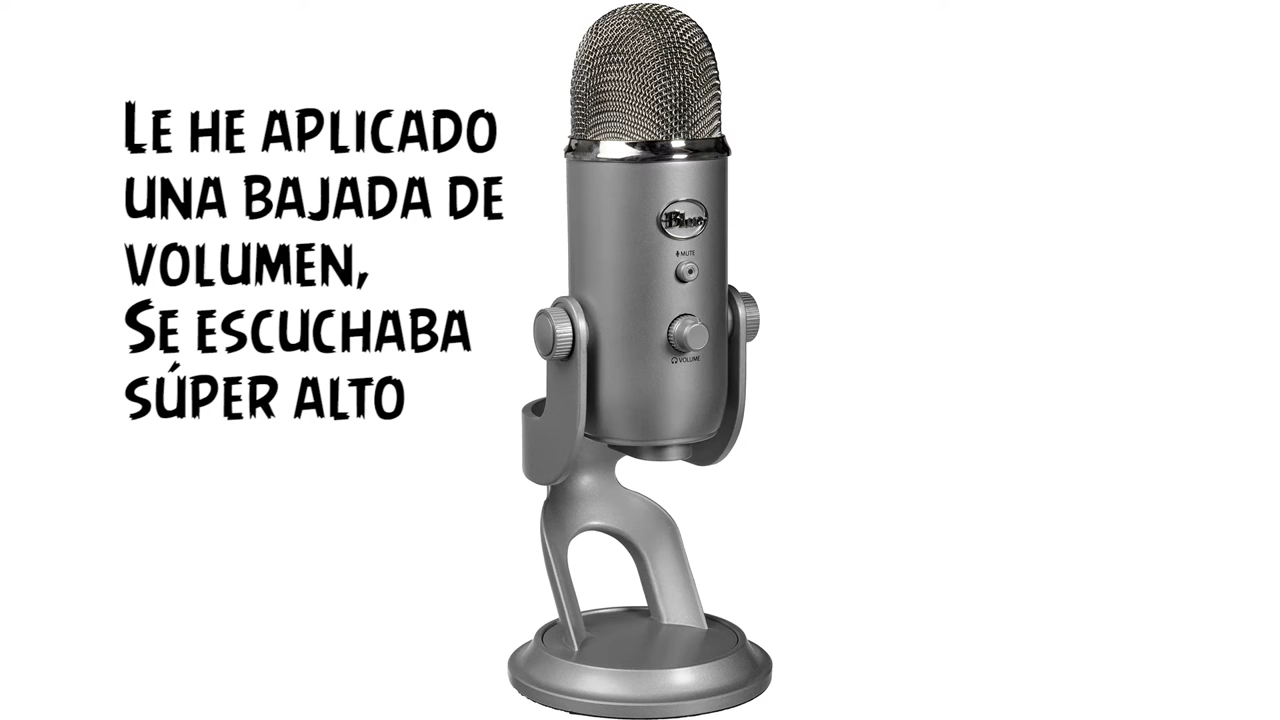 LE HE APLICADO
UNA BAJADA DE
VOLUMEN,
SE ESCUCHABA
SÚPER ALTO
Blue
MUTE
VOLUME